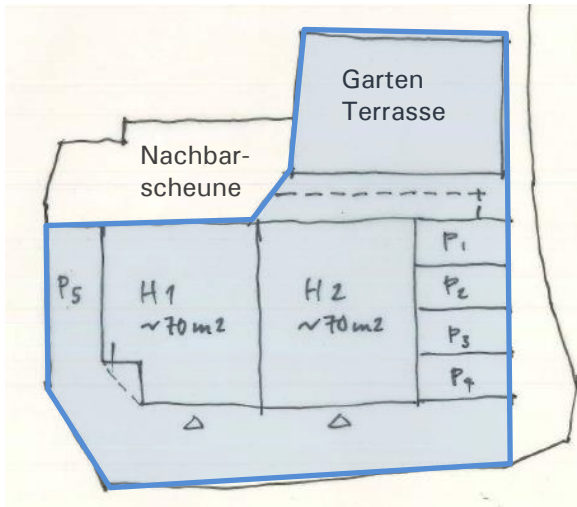 Garten
Terrasse
Nachbar-
scheune
P1
P5
H1
~70m2
H2
~70m2
P2
P3
P4